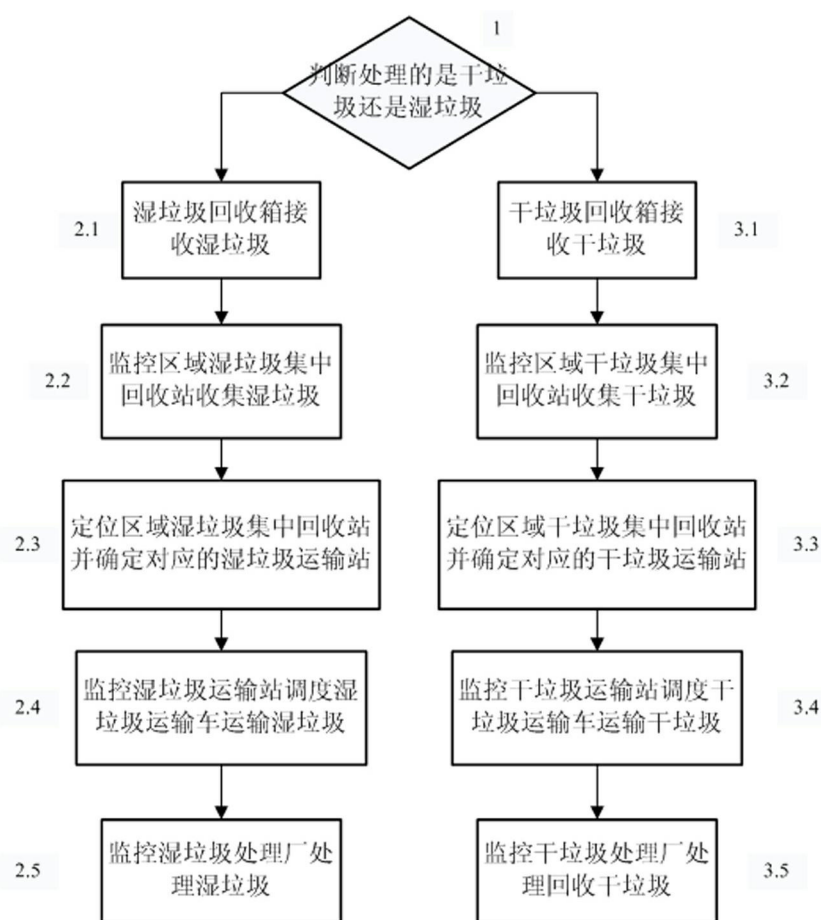 1
判断处理的是干垃
圾还是湿垃圾
2.1
湿垃圾回收箱接
收湿垃圾
干垃圾回收箱接
收干垃圾
3.1
2.2
监控区域湿垃圾集中
回收站收集湿垃圾
监控区域干垃圾集中
回收站收集干垃圾
3.2
2.3
定位区域湿垃圾集中回收站
并确定对应的湿垃圾运输站
定位区域干垃圾集中回收站
并确定对应的干垃圾运输站
3.3
2.4
监控湿垃圾运输站调度湿
垃圾运输车运输湿垃圾
监控干垃圾运输站调度干
垃圾运输车运输干垃圾
3.4
2.5
监控湿垃圾处理厂处
理湿垃圾
监控干垃圾处理厂处
理回收干垃圾
3.5